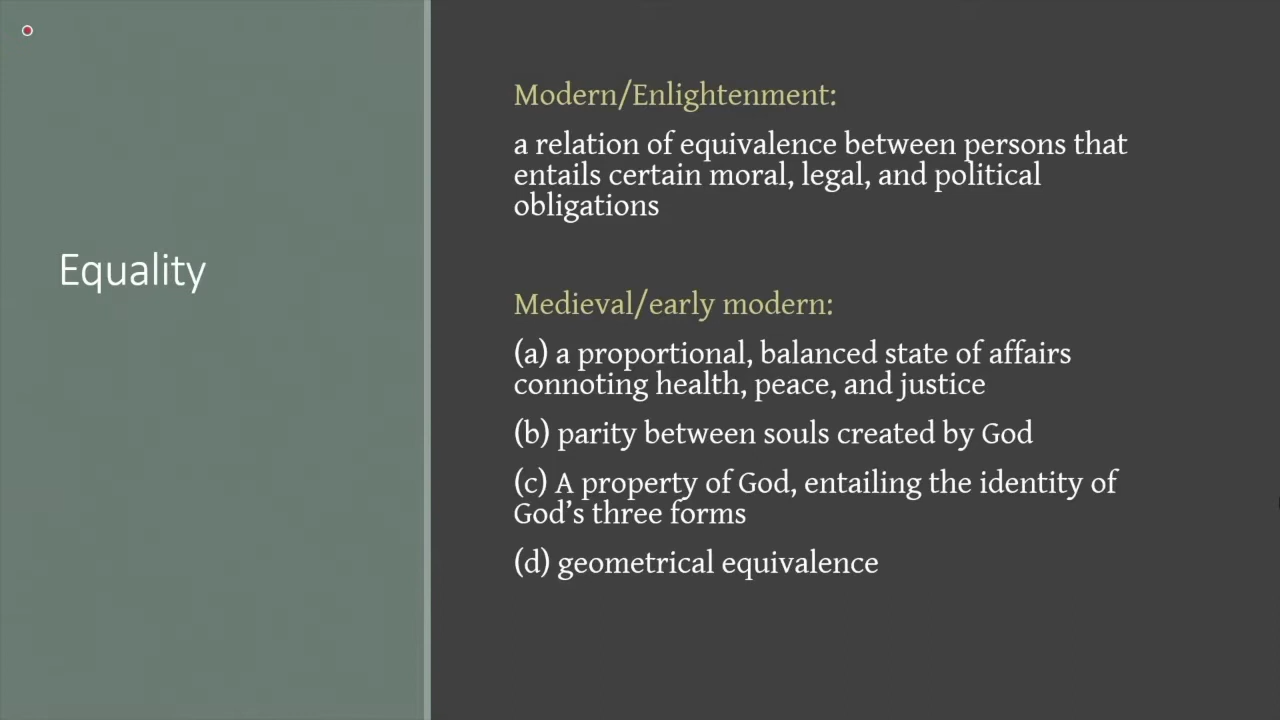 Equality
Modern/Enlightenment:
a relation of equivalence between persons that
entails certain moral, legal, and political
obligations
Medieval/early modern:
(a) a proportional, balanced state of affairs
connoting health, peace, and justice
(b) parity between souls created by God
(c) A property of God, entailing the identity of
God’s three forms
(d) geometrical equivalence